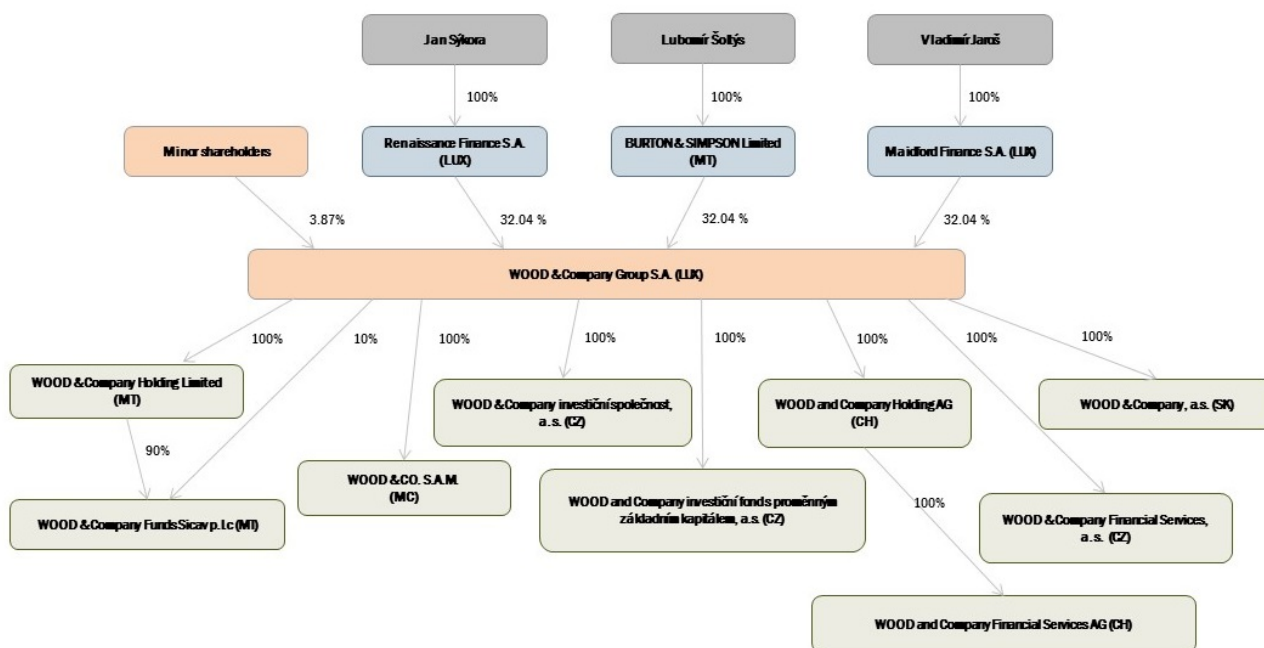 Jan Sýkora
Lubomír Šoltýs
Vladimír Jaroš
100%
100%
100%
Minor shareholders
Renaissance Finance S.A.
(LUX)
BURTON & SIMPSON Limited
(MT)
Maidford Finance S.A. (LUX)
3.87%
32.04 %
32.04 %
32.04 %
WOOD & Company Group S.A. (LUX)
100%
10%
100%
100%
100%
100%
100%
100%
WOOD & Company Holding Limited
(MT)
WOOD & Company investiční společnost,
a.s. (CZ)
WOOD and Company Holding AG
(CH)
WOOD & Company, a.s. (SK)
90%
WOOD & CO. S.A.M.
(MC)
100%
WOOD & Company Funds Sicav p.l.c (MT)
WOOD and Company investiční fond s proměnným
základním kapitálem, a.s. (CZ)
WOOD & Company Financial Services,
a.s. (CZ)
WOOD and Company Financial Services AG (CH)